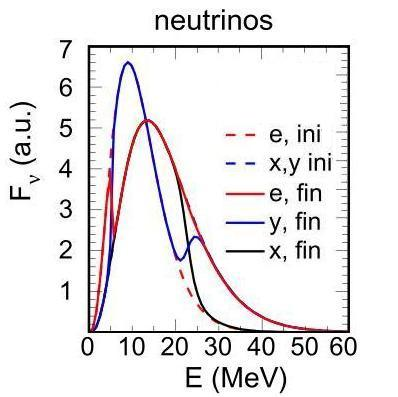 neutrinos
7
6
5
4
3
2
1
F_ν (a.u.)
e, ini
x,y ini
e, fin
y, fin
x, fin
0 10 20 30 40 50 60
E (MeV)